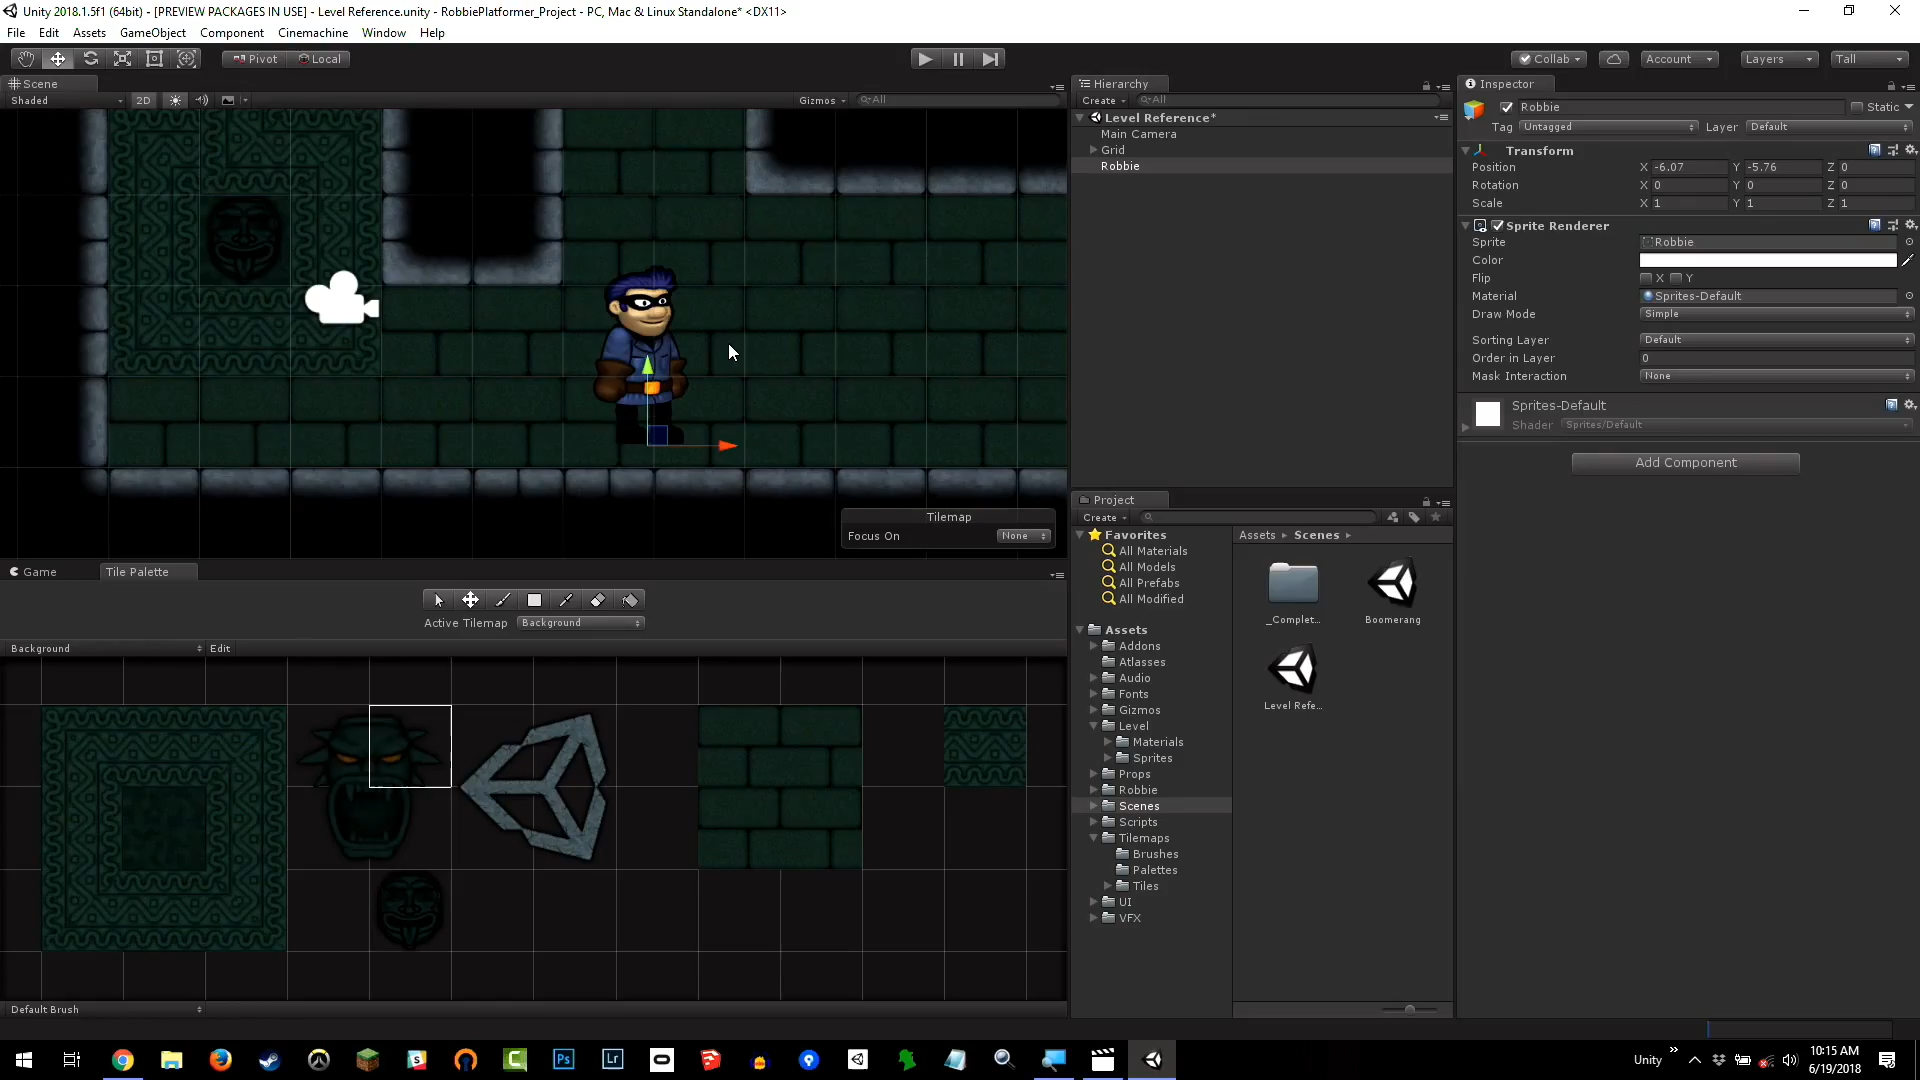 Unity 2018.1.5f1 (64bit) - [PREVIEW PACKAGES IN USE] - Level Reference.unity - RobbiePlatformer_Project - PC, Mac & Linux Standalone* <DX11>
File Edit Assets GameObject Component Cinemachine Window Help
Pivot Local Collab Account Layers Tall
Scene
Shaded 2D Gizmos All
Tilemap
Focus On None
Hierarchy
Create All
Level Reference*
Main Camera
Grid
Robbie
Inspector
Robbie Static
Tag Untagged Layer Default
Transform
Position X -6.07 Y -5.76 Z 0
Rotation X 0 Y 0 Z 0
Scale X 1 Y 1 Z 1
Sprite Renderer
Sprite Robbie
Color
Flip X Y
Material Sprites-Default
Draw Mode Simple
Sorting Layer Default
Order in Layer 0
Mask Interaction None
Sprites-Default
Shader Sprites/Default
Add Component
Game Tile Palette
Active Tilemap Background
Background Edit
Default Brush
Project
Create
Favorites
All Materials
All Models
All Prefabs
All Modified
Assets
Addons
Atlasses
Audio
Fonts
Gizmos
Level
Materials
Sprites
Props
Robbie
Scenes
Scripts
Tilemaps
Brushes
Palettes
Tiles
UI
VFX
Assets Scenes
_Complet...
Boomerang
Level Refe...
Ps Lr
Unity
10:15 AM
6/19/2018